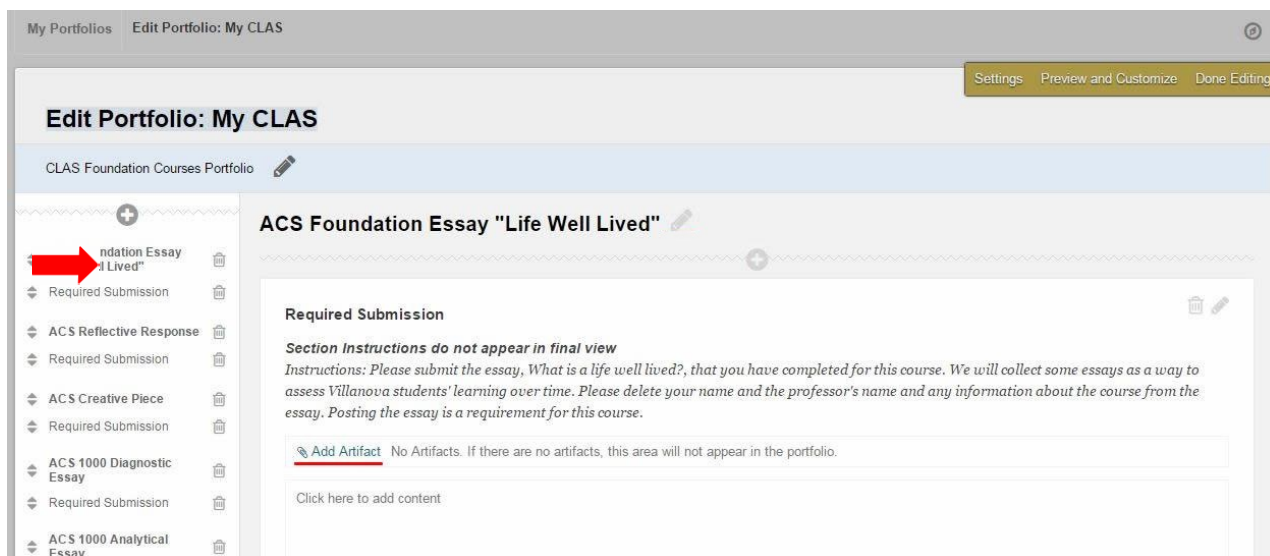 My Portfolios Edit Portfolio: My CLAS
Settings Preview and Customize Done Editing
Edit Portfolio: My CLAS
CLAS Foundation Courses Portfolio
ndation Essay
Lived"
Required Submission
ACS Reflective Response
Required Submission
ACS Creative Piece
Required Submission
ACS 1000 Diagnostic
Essay
Required Submission
ACS 1000 Analytical
Essay
ACS Foundation Essay "Life Well Lived"
Required Submission
Section Instructions do not appear in final view
Instructions: Please submit the essay, What is a life well lived?, that you have completed for this course. We will collect some essays as a way to
assess Villanova students' learning over time. Please delete your name and the professor's name and any information about the course from the
essay. Posting the essay is a requirement for this course.
Add Artifact No Artifacts. If there are no artifacts, this area will not appear in the portfolio.
Click here to add content